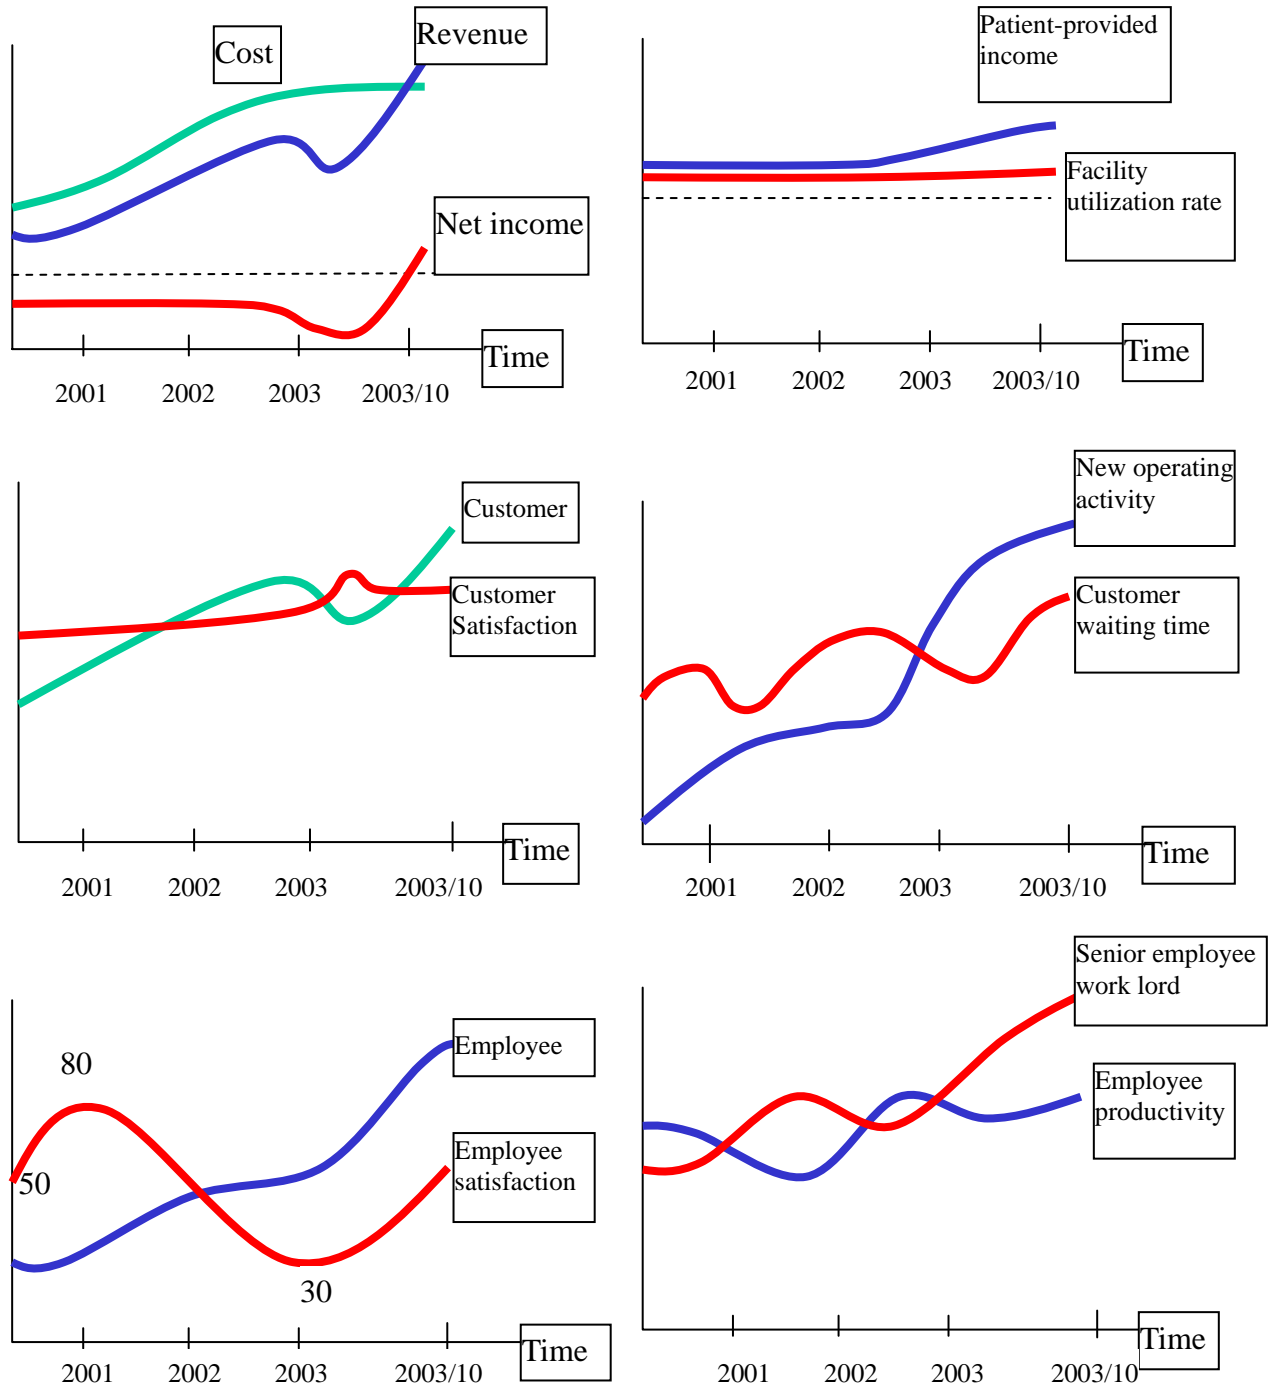 Cost
Revenue
Net income
Time
2001 2002 2003 2003/10
Patient-provided
income
Facility
utilization rate
Time
2001 2002 2003 2003/10
Customer
Customer
Satisfaction
Time
2001 2002 2003 2003/10
New operating
activity
Customer
waiting time
Time
2001 2002 2003 2003/10
80
50
30
Employee
Employee
satisfaction
Time
2001 2002 2003 2003/10
Senior employee
work lord
Employee
productivity
Time
2001 2002 2003 2003/10